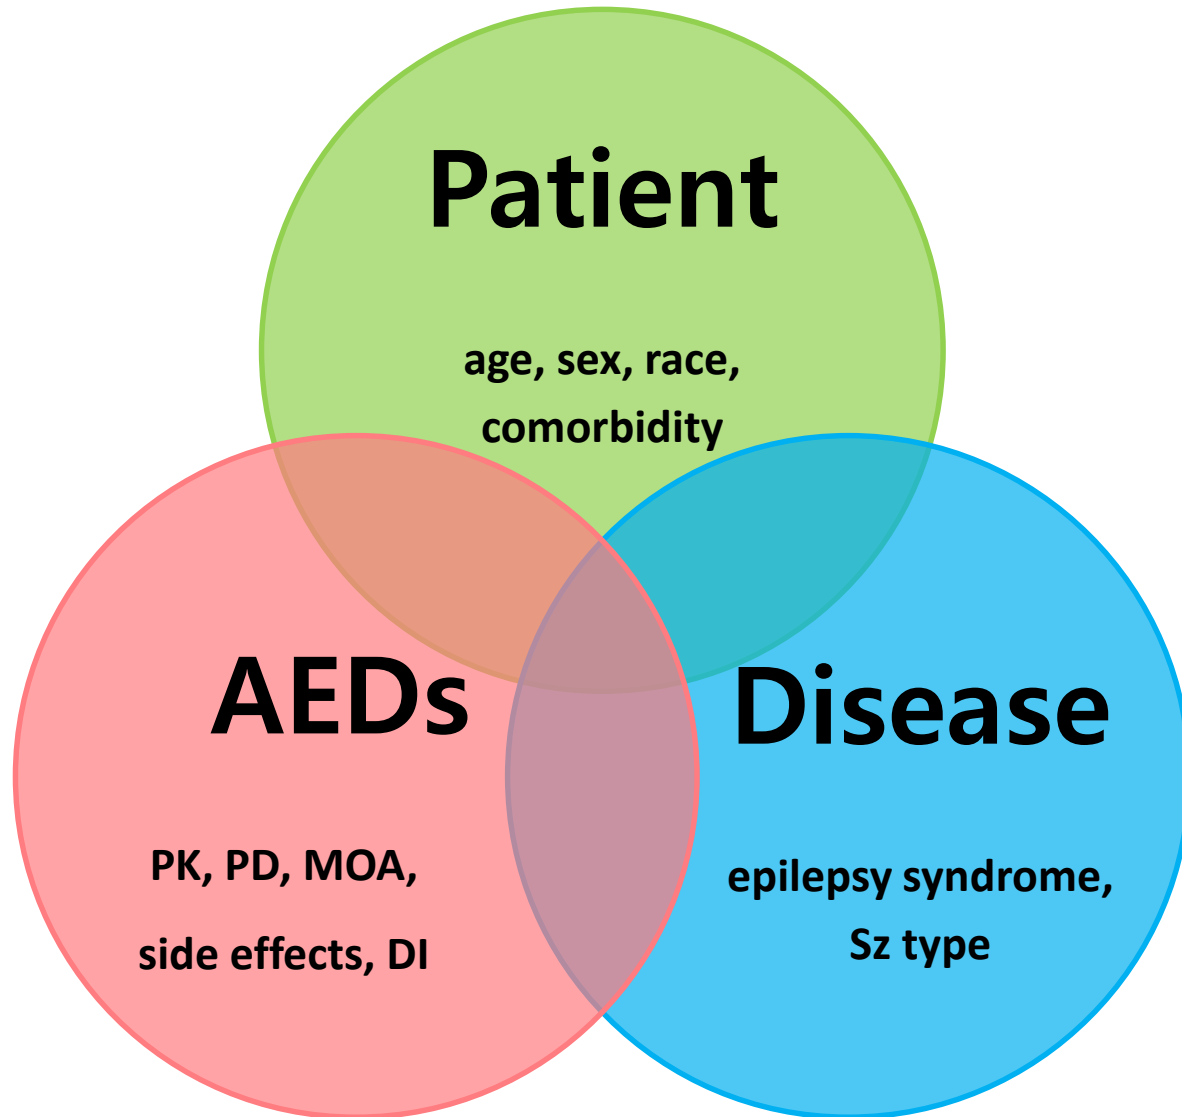 Patient
age, sex, race,
comorbidity
AEDs
PK, PD, MOA,
side effects, DI
Disease
epilepsy syndrome,
Sz type